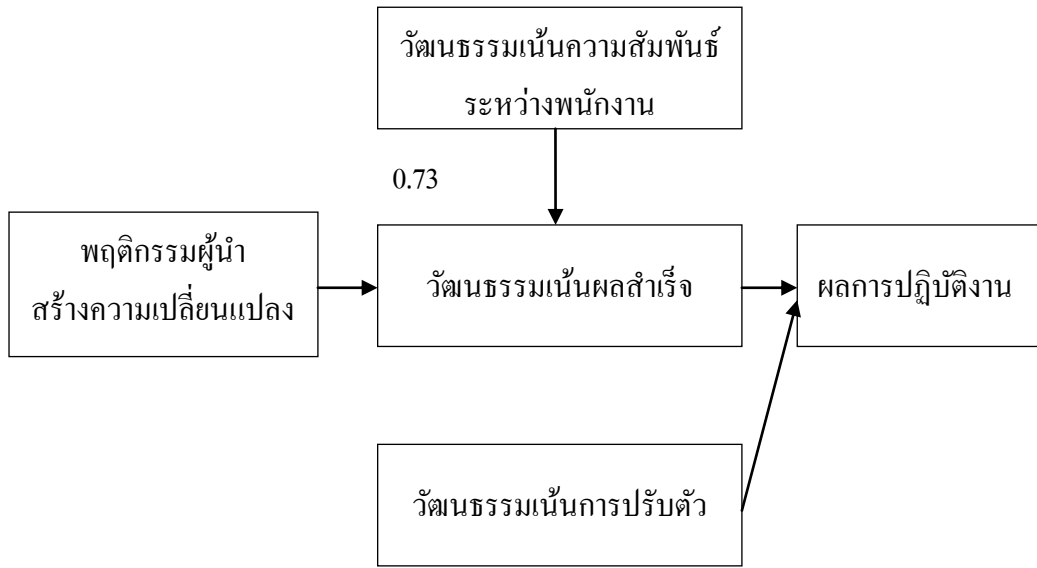 วัฒนธรรมเน้นความสัมพันธ์
ระหว่างพนักงาน
0.73
พฤติกรรมผู้นำ
สร้างความเปลี่ยนแปลง
วัฒนธรรมเน้นผลสำเร็จ
ผลการปฏิบัติงาน
วัฒนธรรมเน้นการปรับตัว